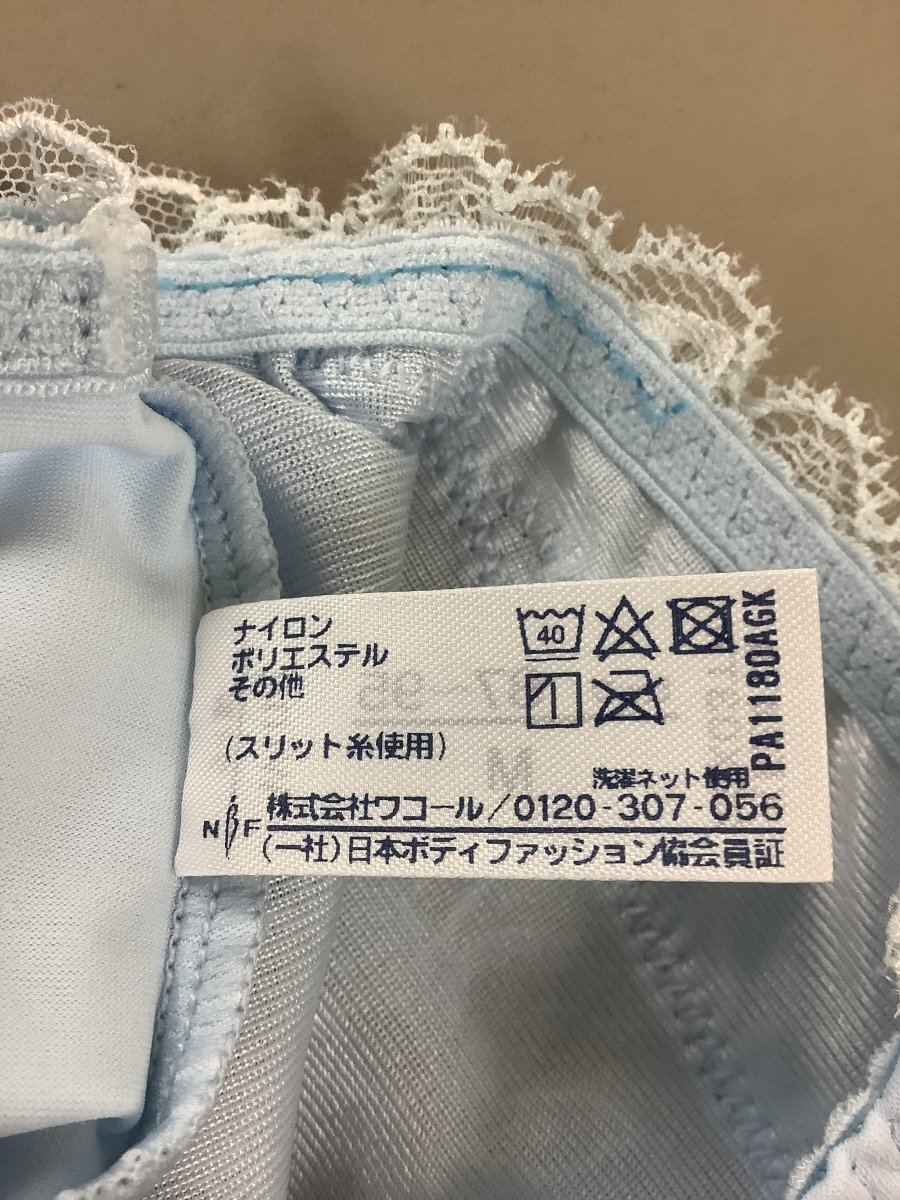 ナイロン
ポリエステル
その他
(スリット糸使用)
40
PA1180AGK
洗濯ネット使用
NBF 株式会社ワコール/0120-307-056
(一社)日本ボディファッション協会員証
M